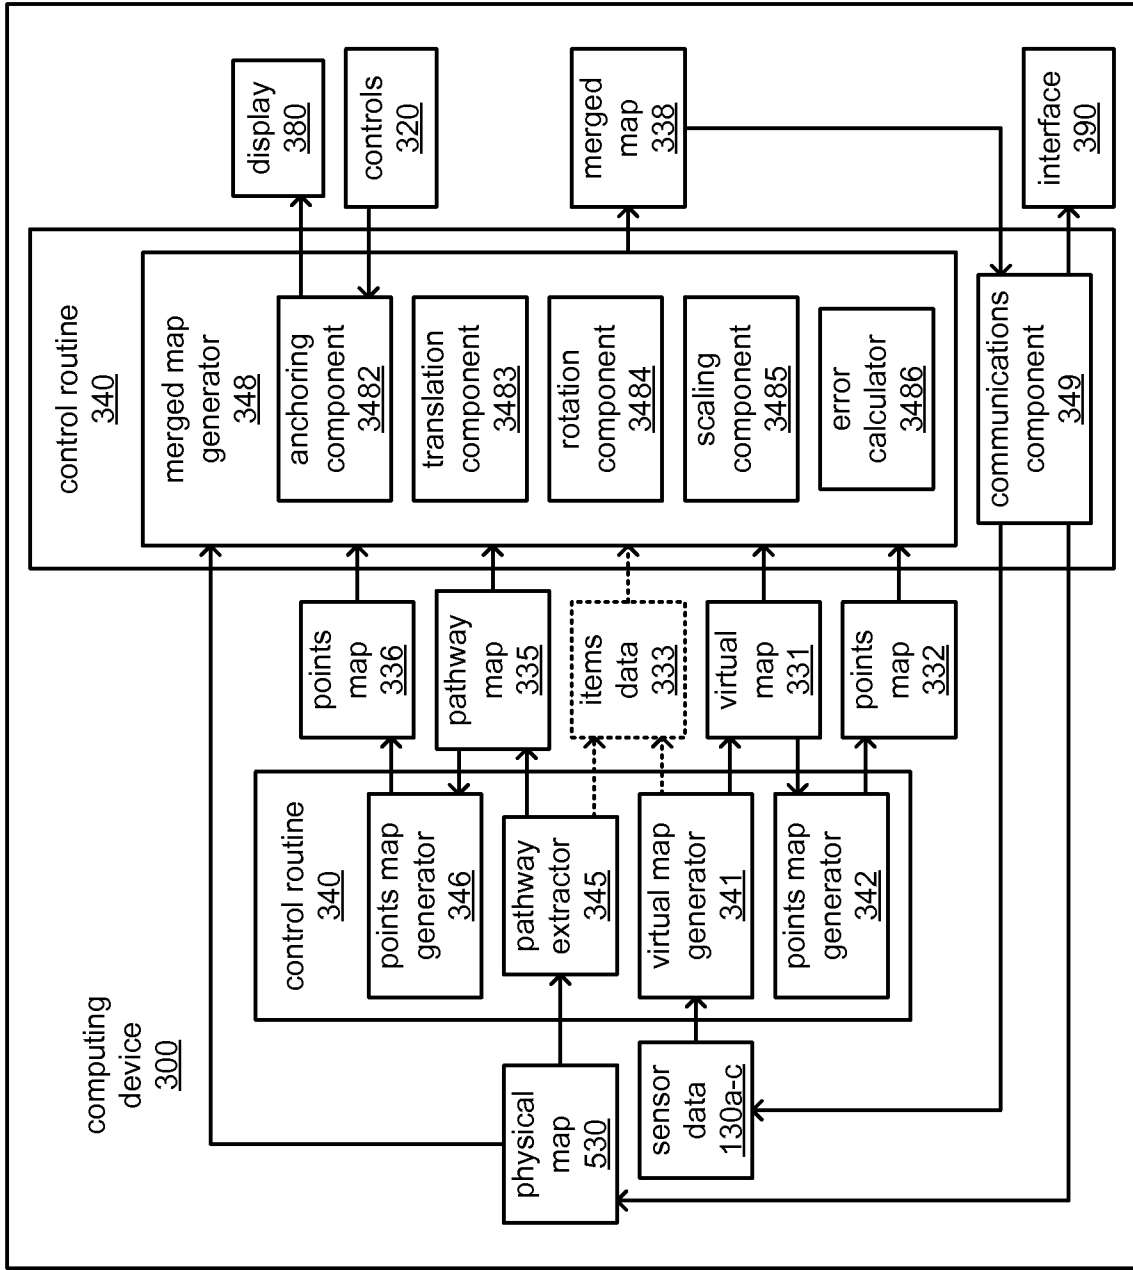 computing
device
300
physical
map
530
sensor
data
130a-c
control routine
340
points map
generator
346
pathway
extractor
345
virtual map
generator
341
points map
generator
342
points
map
336
pathway
map
335
items
data
333
virtual
map
331
points
map
332
control routine
340
merged map
generator
348
anchoring
component
3482
translation
component
3483
rotation
component
3484
scaling
component
3485
error
calculator
3486
communications
component
349
display
380
controls
320
merged
map
338
interface
390